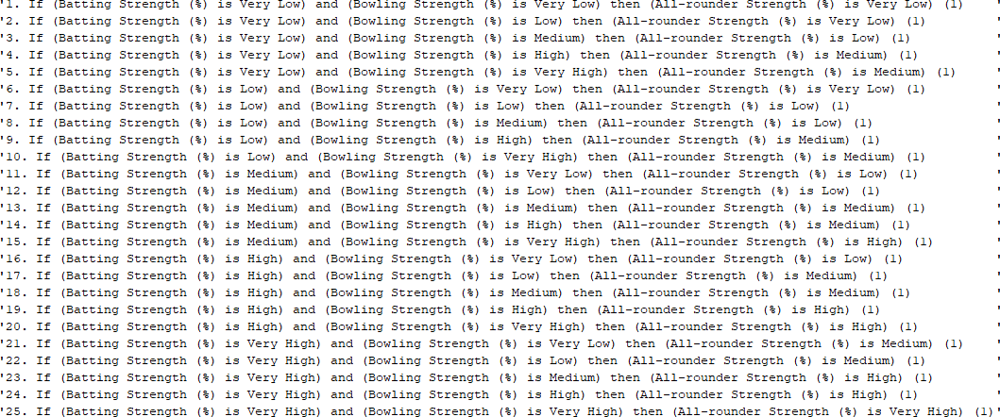 '1. If (Batting Strength (%) is Very Low) and (Bowling Strength (%) is Very Low) then (All-rounder Strength (%) is Very Low) (1) '
'2. If (Batting Strength (%) is Very Low) and (Bowling Strength (%) is Low) then (All-rounder Strength (%) is Very Low) (1) '
'3. If (Batting Strength (%) is Very Low) and (Bowling Strength (%) is Medium) then (All-rounder Strength (%) is Low) (1) '
'4. If (Batting Strength (%) is Very Low) and (Bowling Strength (%) is High) then (All-rounder Strength (%) is Medium) (1) '
'5. If (Batting Strength (%) is Very Low) and (Bowling Strength (%) is Very High) then (All-rounder Strength (%) is Medium) (1) '
'6. If (Batting Strength (%) is Low) and (Bowling Strength (%) is Very Low) then (All-rounder Strength (%) is Very Low) (1) '
'7. If (Batting Strength (%) is Low) and (Bowling Strength (%) is Low) then (All-rounder Strength (%) is Low) (1) '
'8. If (Batting Strength (%) is Low) and (Bowling Strength (%) is Medium) then (All-rounder Strength (%) is Low) (1) '
'9. If (Batting Strength (%) is Low) and (Bowling Strength (%) is High) then (All-rounder Strength (%) is Medium) (1) '
'10. If (Batting Strength (%) is Low) and (Bowling Strength (%) is Very High) then (All-rounder Strength (%) is Medium) (1) '
'11. If (Batting Strength (%) is Medium) and (Bowling Strength (%) is Very Low) then (All-rounder Strength (%) is Low) (1) '
'12. If (Batting Strength (%) is Medium) and (Bowling Strength (%) is Low) then (All-rounder Strength (%) is Low) (1) '
'13. If (Batting Strength (%) is Medium) and (Bowling Strength (%) is Medium) then (All-rounder Strength (%) is Medium) (1) '
'14. If (Batting Strength (%) is Medium) and (Bowling Strength (%) is High) then (All-rounder Strength (%) is Medium) (1) '
'15. If (Batting Strength (%) is Medium) and (Bowling Strength (%) is Very High) then (All-rounder Strength (%) is High) (1) '
'16. If (Batting Strength (%) is High) and (Bowling Strength (%) is Very Low) then (All-rounder Strength (%) is Low) (1) '
'17. If (Batting Strength (%) is High) and (Bowling Strength (%) is Low) then (All-rounder Strength (%) is Medium) (1) '
'18. If (Batting Strength (%) is High) and (Bowling Strength (%) is Medium) then (All-rounder Strength (%) is Medium) (1) '
'19. If (Batting Strength (%) is High) and (Bowling Strength (%) is High) then (All-rounder Strength (%) is High) (1) '
'20. If (Batting Strength (%) is High) and (Bowling Strength (%) is Very High) then (All-rounder Strength (%) is High) (1) '
'21. If (Batting Strength (%) is Very High) and (Bowling Strength (%) is Very Low) then (All-rounder Strength (%) is Medium) (1) '
'22. If (Batting Strength (%) is Very High) and (Bowling Strength (%) is Low) then (All-rounder Strength (%) is Medium) (1) '
'23. If (Batting Strength (%) is Very High) and (Bowling Strength (%) is Medium) then (All-rounder Strength (%) is High) (1) '
'24. If (Batting Strength (%) is Very High) and (Bowling Strength (%) is High) then (All-rounder Strength (%) is High) (1) '
'25. If (Batting Strength (%) is Very High) and (Bowling Strength (%) is Very High) then (All-rounder Strength (%) is Very High) (1)'